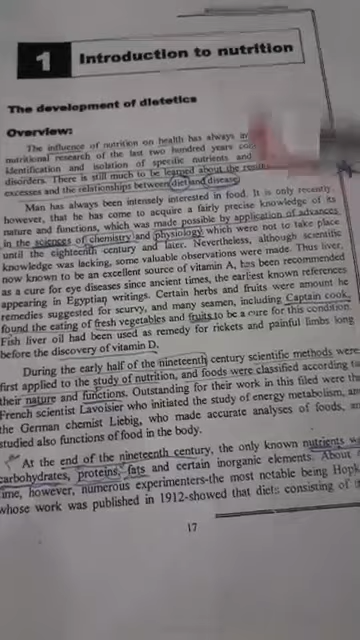 1 Introduction to nutrition
The development of dietetics
Overview:
The influence of nutrition on health has always
nutritional research of the last two hundred years
identification and isolation of specific nutrients and
disorders. There is still much to be learned about the
excesses and the relationships between diet and disease.
Man has always been intensely interested in food. It is only recently,
however, that he has come to acquire a fairly precise knowledge of its
nature and functions, which was made possible by application of advances
in the sciences of chemistry and physiology which were not to take place
until the eighteenth century and later. Nevertheless, although scientific
knowledge was lacking, some valuable observations were made. Thus liver,
now known to be an excellent source of vitamin A, has been recommended
as a cure for eye diseases since ancient times, the earliest known references
appearing in Egyptian writings. Certain herbs and fruits were amount he
remedies suggested for scurvy, and many seamen, including Captain cook,
found the eating of fresh vegetables and fruits to be a cure for this condition.
Fish liver oil had been used as remedy for rickets and painful limbs long
before the discovery of vitamin D.
During the early half of the nineteenth century scientific methods were
first applied to the study of nutrition, and foods were classified according to
their nature and functions. Outstanding for their work in this filed were the
French scientist Lavoisier who initiated the study of energy metabolism, and
the German chemist Liebig, who made accurate analyses of foods, and
studied also functions of food in the body.
At the end of the nineteenth century, the only known nutrients
carbohydrates, proteins, fats and certain inorganic elements. About
time, however, numerous experimenters-the most notable being
whose work was published in 1912-showed that diets consisting of
17